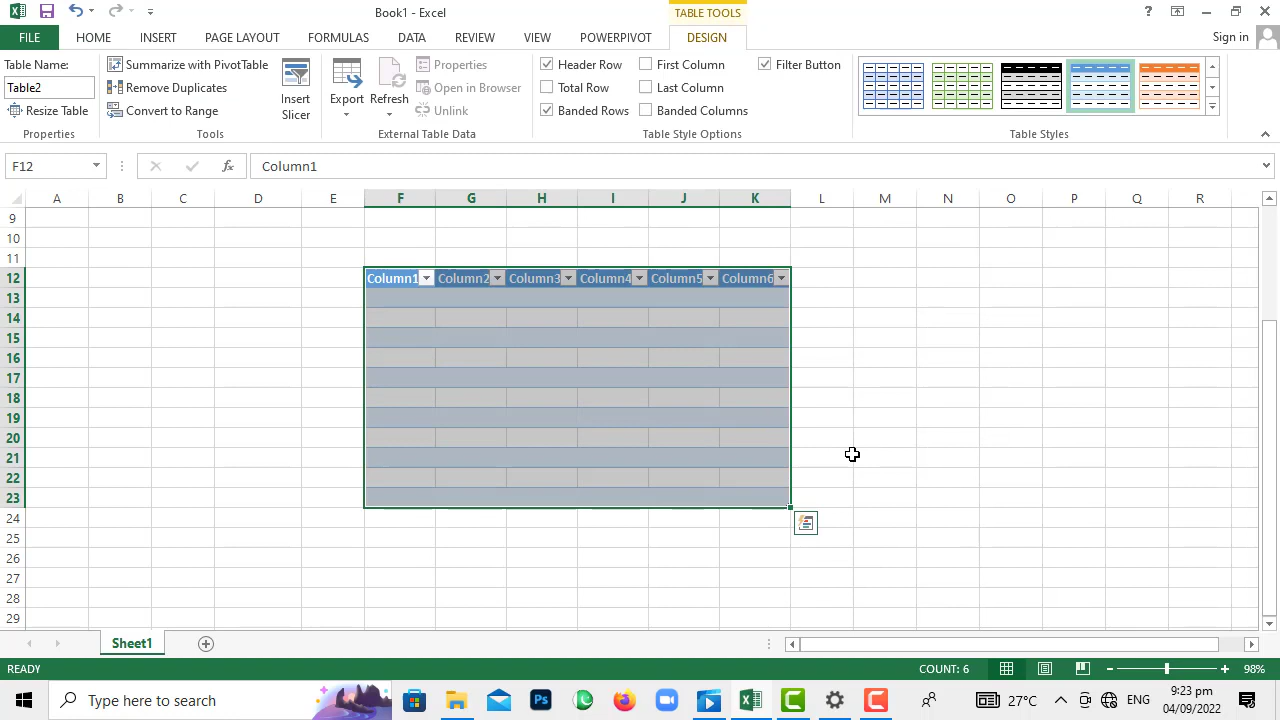 Book1 - Excel
TABLE TOOLS
?
FILE
HOME
INSERT
PAGE LAYOUT
FORMULAS
DATA
REVIEW
VIEW
POWERPIVOT
DESIGN
Sign in
Table Name:
Table2
Resize Table
Properties
Summarize with PivotTable
Remove Duplicates
Convert to Range
Insert
Slicer
Tools
Export
Refresh
Properties
Open in Browser
Unlink
External Table Data
Header Row
First Column
Filter Button
Total Row
Last Column
Banded Rows
Banded Columns
Table Style Options
Table Styles
F12
fx
Column1
A B C D E F G H I J K L M N O P Q R
9
10
11
12 Column1 Column2 Column3 Column4 Column5 Column6
13
14
15
16
17
18
19
20
21
22
23
24
25
26
27
28
29
Sheet1
READY
COUNT: 6
98%
Type here to search
Ps
27°C
ENG
9:23 pm
04/09/2022